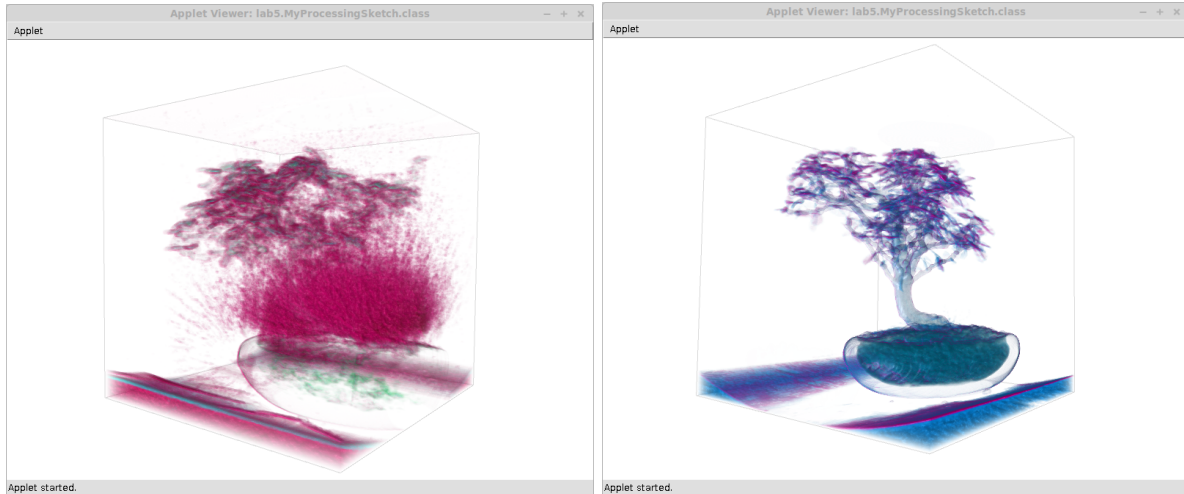 Applet Viewer: lab5.MyProcessingSketch.class
Applet
Applet started.
Applet Viewer: lab5.MyProcessingSketch.class
Applet
Applet started.